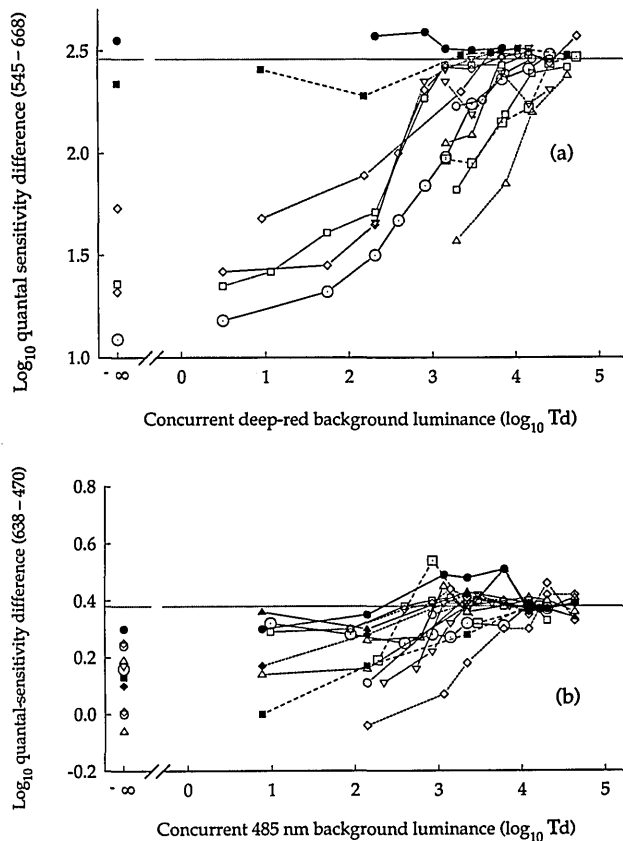 Log10 quantal sensitivity difference (545 – 668)
2.5
2.0
1.5
1.0
(a)
- ∞ 0 1 2 3 4 5
Concurrent deep-red background luminance (log10 Td)
Log10 quantal-sensitivity difference (638 – 470)
0.8
0.6
0.4
0.2
0.0
-0.2
(b)
- ∞ 0 1 2 3 4 5
Concurrent 485 nm background luminance (log10 Td)